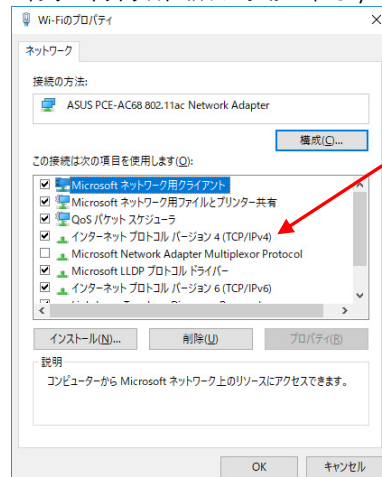 Wi-Fiのプロパティ
ネットワーク
接続の方法:
ASUS PCE-AC68 802.11ac Network Adapter
構成(C)...
この接続は次の項目を使用します(O):
Microsoft ネットワーク用クライアント
Microsoft ネットワーク用ファイルとプリンター共有
QoS パケット スケジューラ
インターネット プロトコル バージョン 4 (TCP/IPv4)
Microsoft Network Adapter Multiplexor Protocol
Microsoft LLDP プロトコル ドライバー
インターネット プロトコル バージョン 6 (TCP/IPv6)
インストール(N)...
削除(U)
プロパティ(R)
説明
コンピューターから Microsoft ネットワーク上のリソースにアクセスできます。
OK
キャンセル